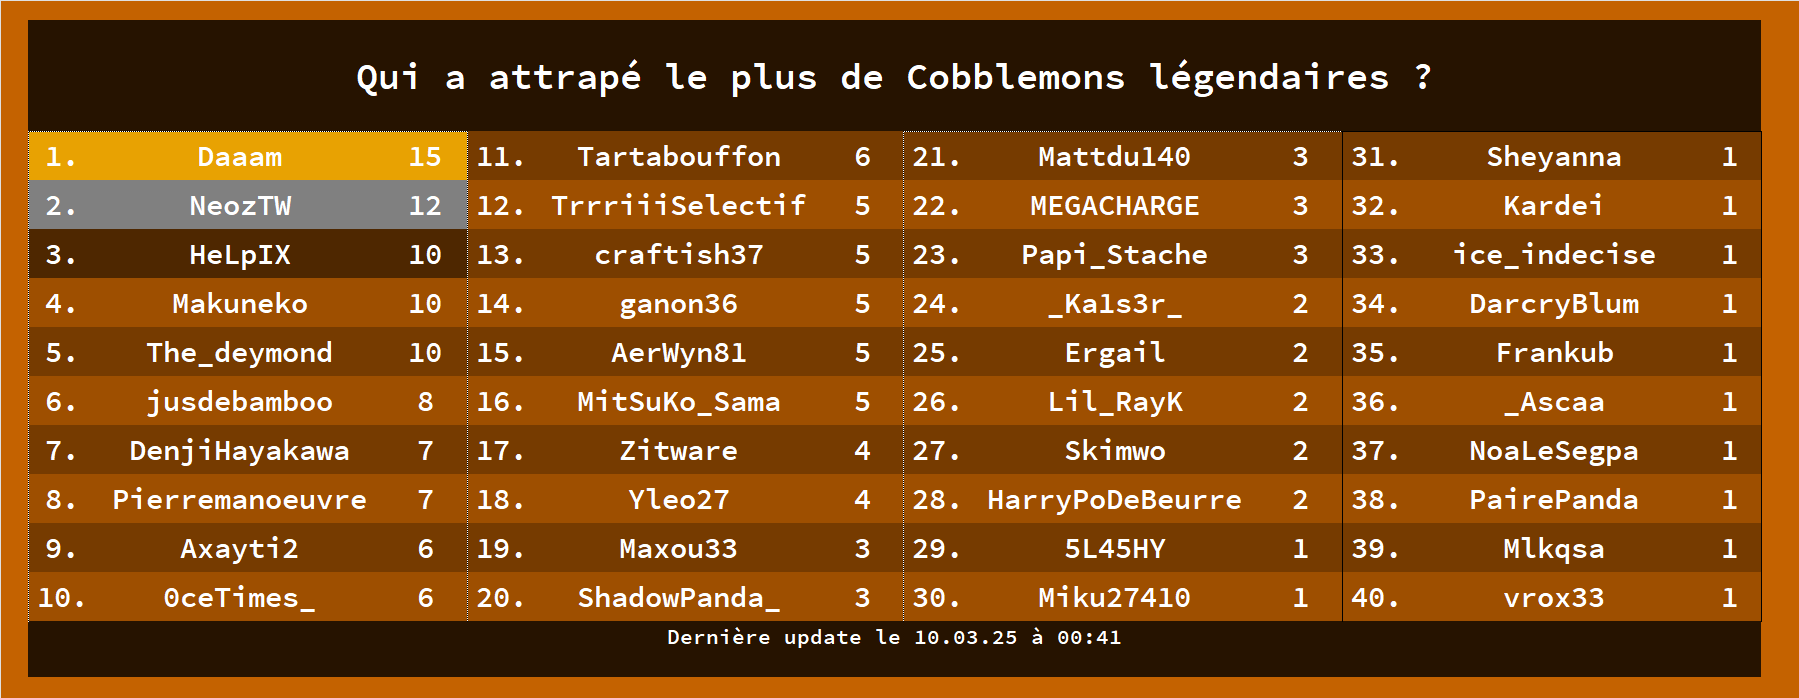 Qui a attrapé le plus de Cobblemons légendaires ?
1. Daaam 15
2. NeozTW 12
3. HeLpIX 10
4. Makuneko 10
5. The_deymond 10
6. jusdebamboo 8
7. DenjiHayakawa 7
8. Pierremanoeuvre 7
9. Axayti2 6
10. 0ceTimes_ 6
11. Tartabouffon 6
12. TrrriiiSelectif 5
13. craftish37 5
14. ganon36 5
15. AerWyn81 5
16. MitSuKo_Sama 5
17. Zitware 4
18. Yleo27 4
19. Maxou33 3
20. ShadowPanda_ 3
21. Mattdu140 3
22. MEGACHARGE 3
23. Papi_Stache 3
24. _Ka1s3r_ 2
25. Ergail 2
26. Lil_RayK 2
27. Skimwo 2
28. HarryPoDeBeurre 2
29. 5L45HY 1
30. Miku27410 1
31. Sheyanna 1
32. Kardei 1
33. ice_indecise 1
34. DarcryBlum 1
35. Frankub 1
36. _Ascaa 1
37. NoaLeSegpa 1
38. PairePanda 1
39. Mlkqsa 1
40. vrox33 1
Dernière update le 10.03.25 à 00:41